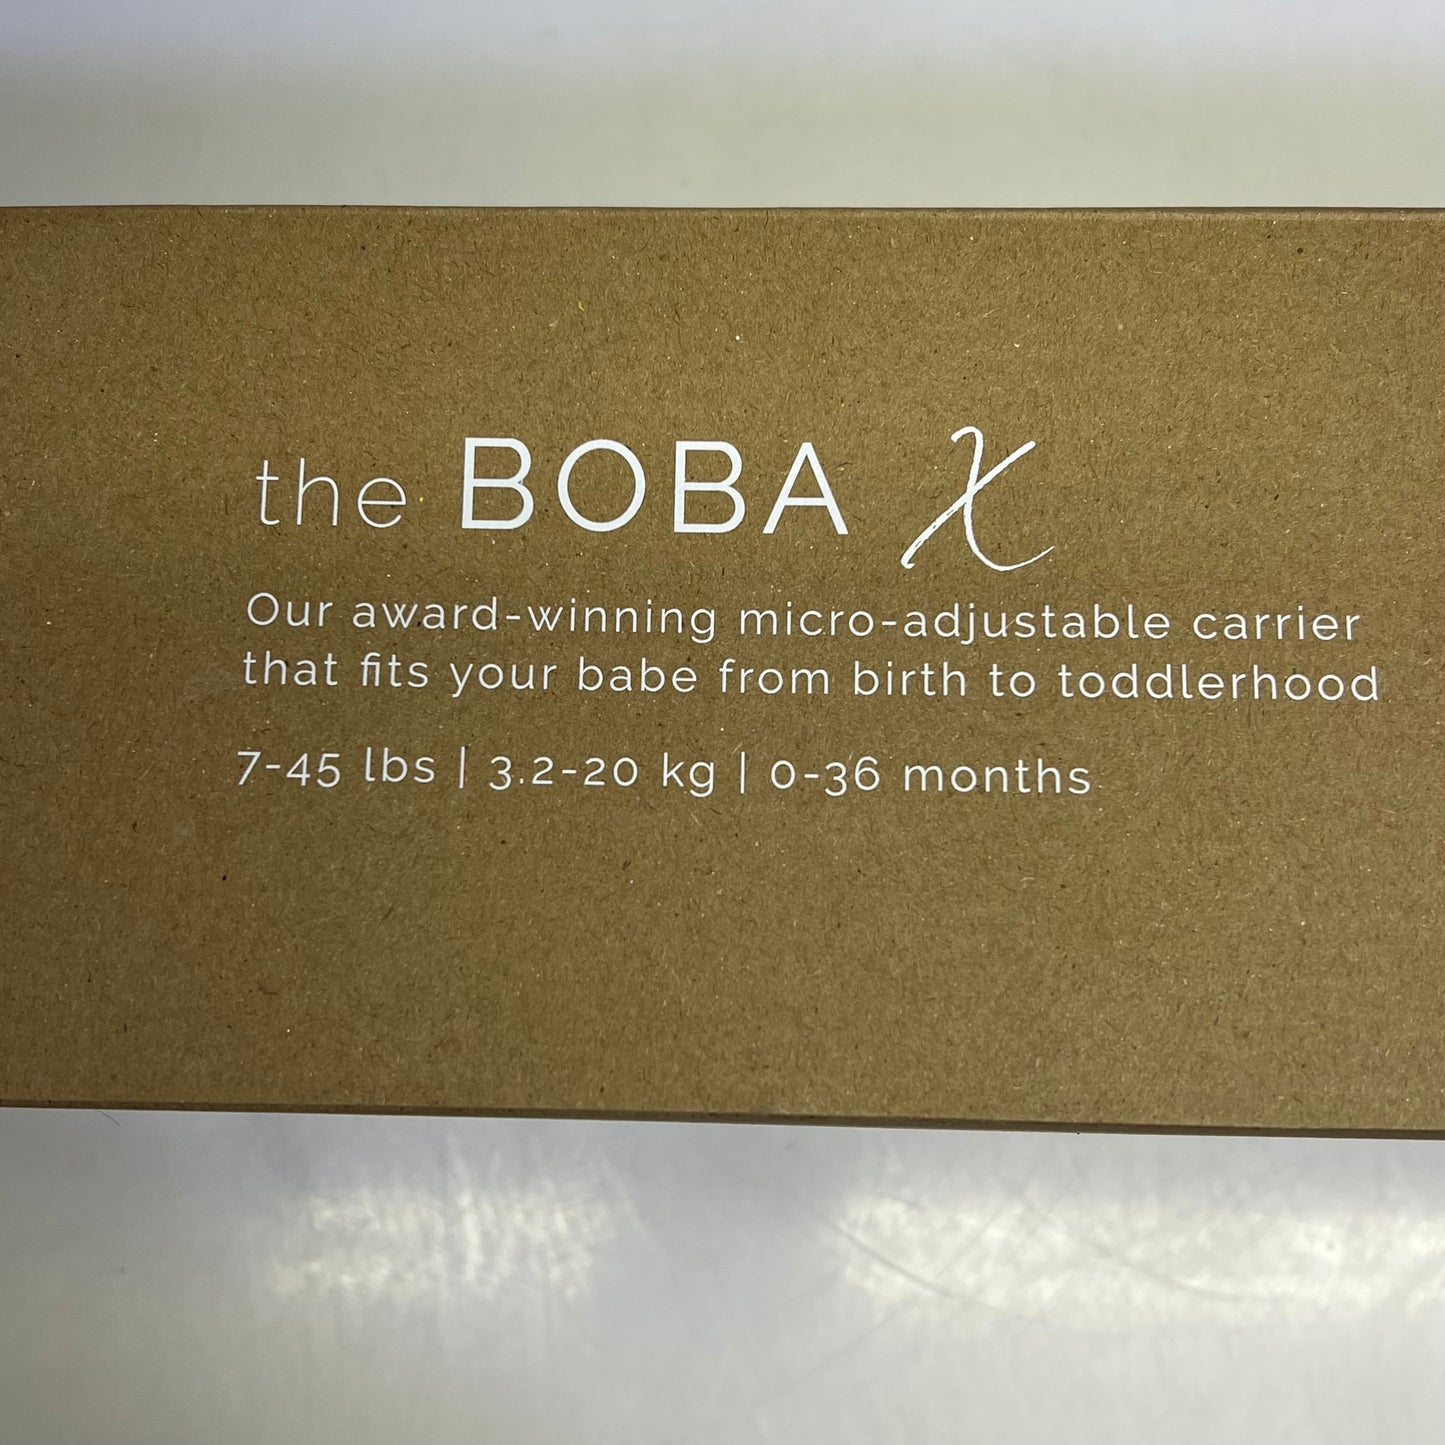 the BOBA X
Our award-winning micro-adjustable carrier
that fits your babe from birth to toddlerhood
7-45 lbs | 3.2-20 kg | 0-36 months